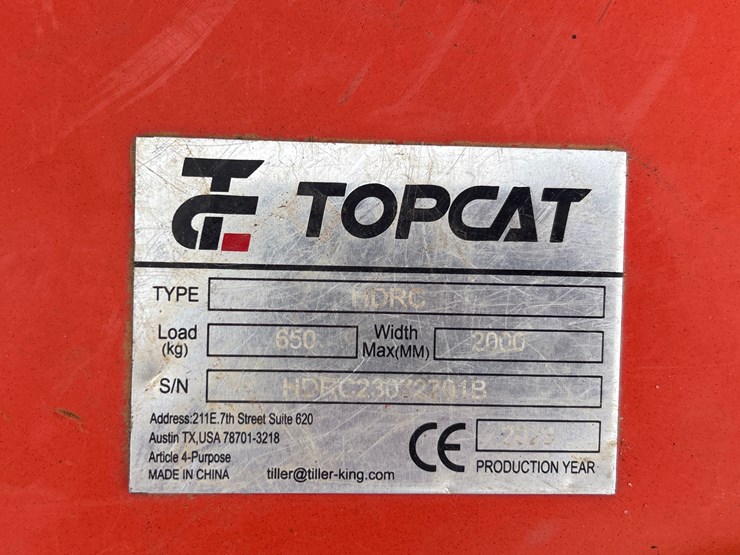 TC TOPCAT
TYPE HDRC
Load (kg) 650 Width Max(MM) 2000
S/N
Address:211E.7th Street Suite 620
Austin TX,USA 78701-3218
Article 4-Purpose
MADE IN CHINA tiller@tiller-king.com
CE PRODUCTION YEAR